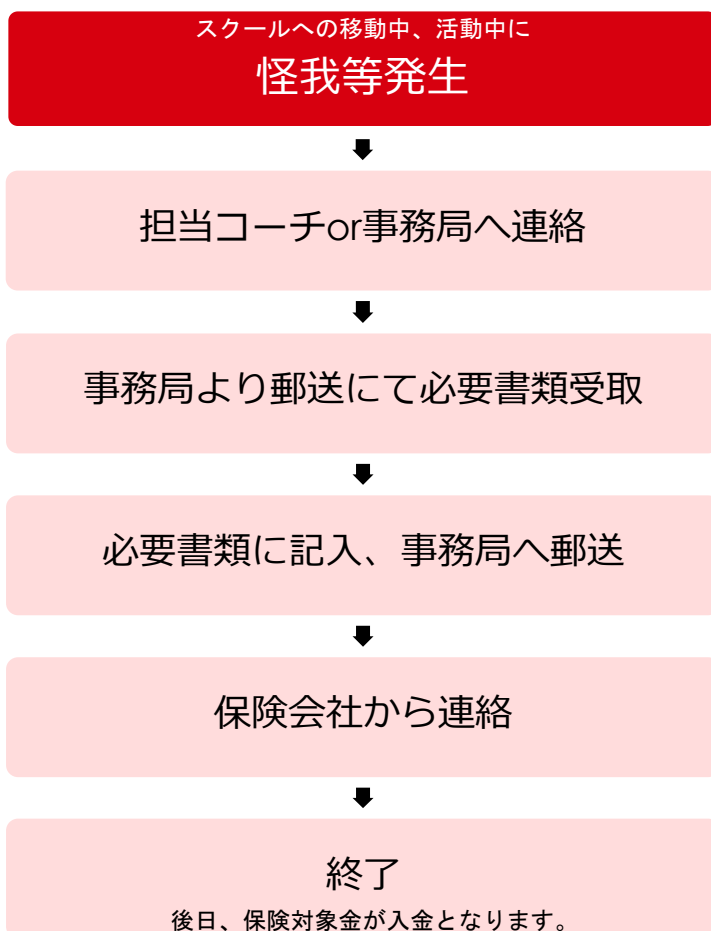 スクールへの移動中、活動中に
怪我等発生
担当コーチor事務局へ連絡
事務局より郵送にて必要書類受取
必要書類に記入、事務局へ郵送
保険会社から連絡
終了
後日、保険対象金が入金となります。